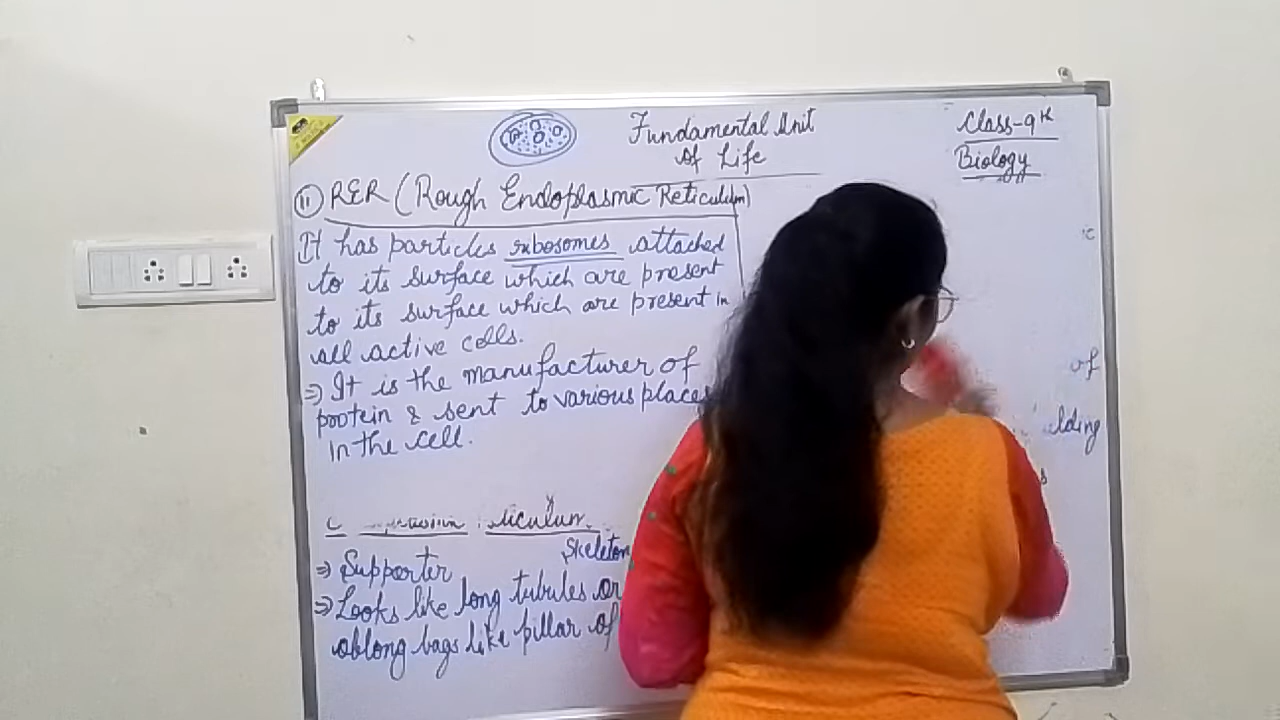 Fundamental Unit
of Life
Class-9th
Biology
(ii) RER (Rough Endoplasmic Reticulum)
It has particles ribosomes attached
to its surface which are present
to its surface which are present in
all active cells.
⇒ It is the manufacturer of
protein & sent to various places
in the cell.
Skeleton
⇒ Supporter
⇒ Looks like long tubules or
oblong bags like pillar of
of